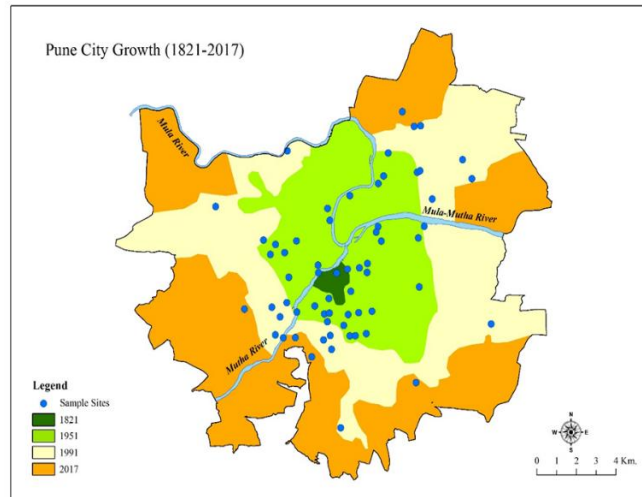 Pune City Growth (1821-2017)
Mula River
Mula-Mutha River
Mutha River
Legend
Sample Sites
1821
1951
1991
2017
N
W E
S
0 1 2 3 4 Km.